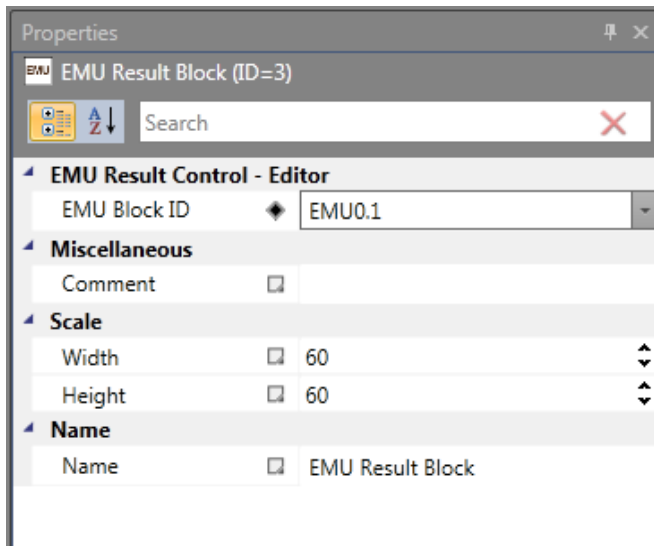 Properties
EMU EMU Result Block (ID=3)
A Z Search
EMU Result Control - Editor
EMU Block ID EMU0.1
Miscellaneous
Comment
Scale
Width 60
Height 60
Name
Name EMU Result Block